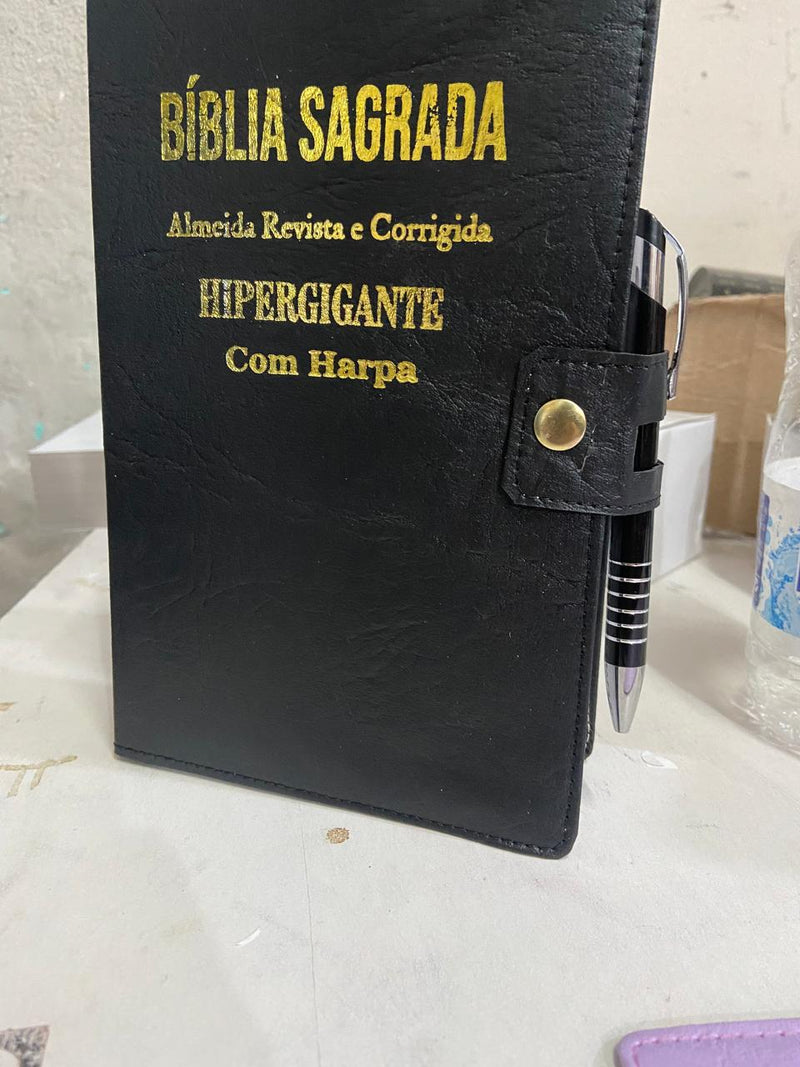 BÍBLIA SAGRADA
Almeida Revista e Corrigida
HIPERGIGANTE
Com Harpa